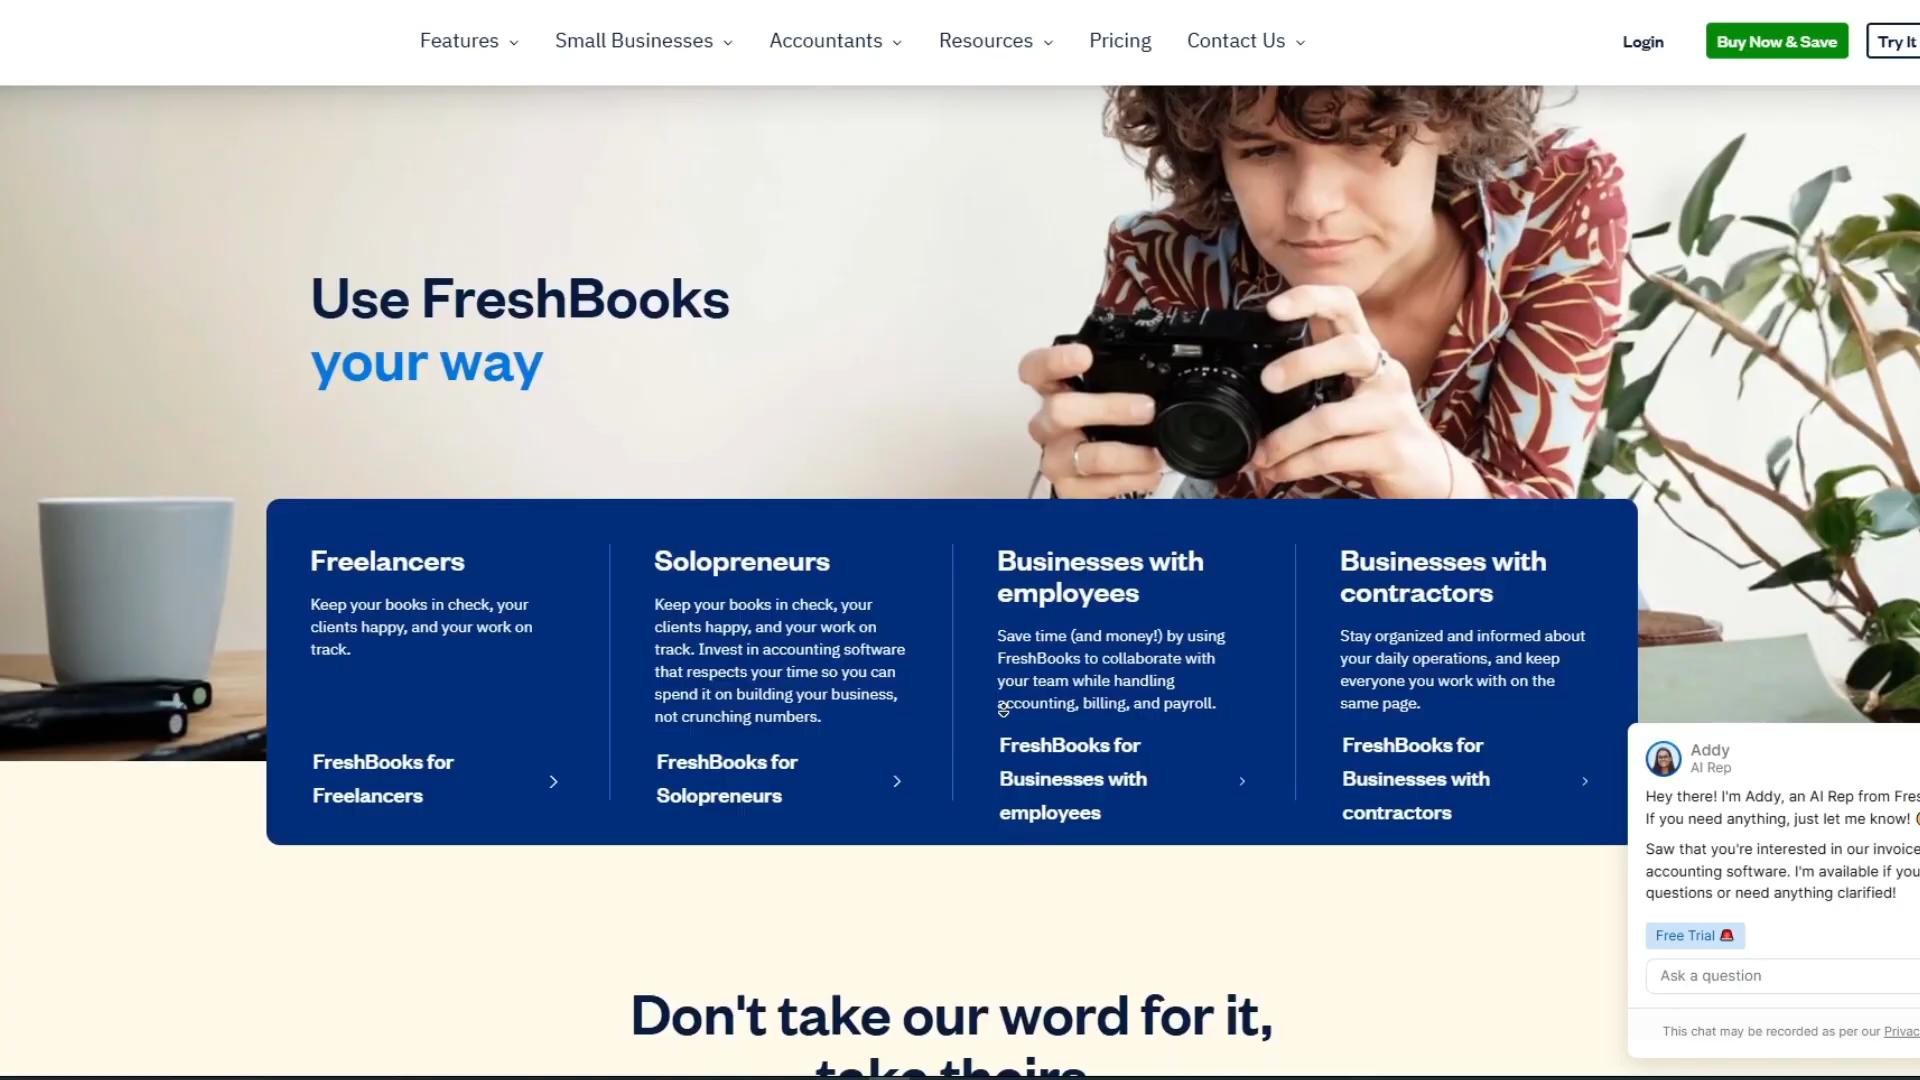 Features
Small Businesses
Accountants
Resources
Pricing
Contact Us
Login
Buy Now & Save
Try It
Use FreshBooks
your way
Freelancers
Keep your books in check, your
clients happy, and your work on
track.
FreshBooks for
Freelancers
Solopreneurs
Keep your books in check, your
clients happy, and your work on
track. Invest in accounting software
that respects your time so you can
spend it on building your business,
not crunching numbers.
FreshBooks for
Solopreneurs
Businesses with
employees
Save time (and money!) by using
FreshBooks to collaborate with
your team while handling
accounting, billing, and payroll.
FreshBooks for
Businesses with
employees
Businesses with
contractors
Stay organized and informed about
your daily operations, and keep
everyone you work with on the
same page.
FreshBooks for
Businesses with
contractors
Addy
AI Rep
Hey there! I'm Addy, an AI Rep from Fres
If you need anything, just let me know!
Saw that you're interested in our invoice
accounting software. I'm available if you
questions or need anything clarified!
Free Trial
Ask a question
This chat may be recorded as per our Privac
Don't take our word for it,
take theirs